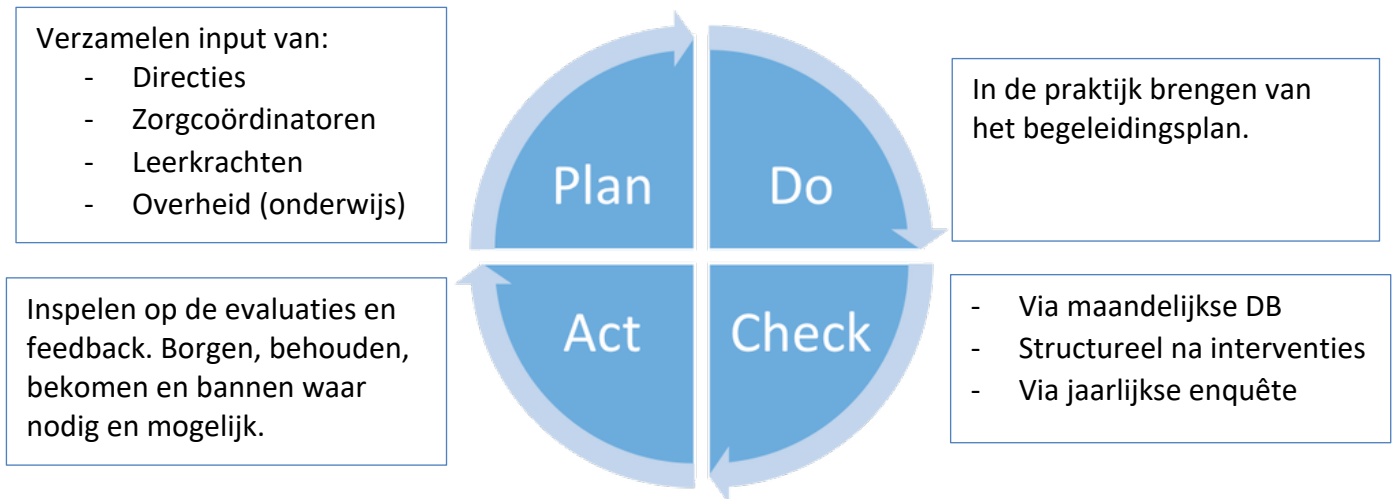 Verzamelen input van:
- Directies
- Zorgcoördinatoren
- Leerkrachten
- Overheid (onderwijs)
Plan
Do
In de praktijk brengen van
het begeleidingsplan.
Inspelen op de evaluaties en
feedback. Borgen, behouden,
bekomen en bannen waar
nodig en mogelijk.
Act
Check
- Via maandelijkse DB
- Structureel na interventies
- Via jaarlijkse enquête